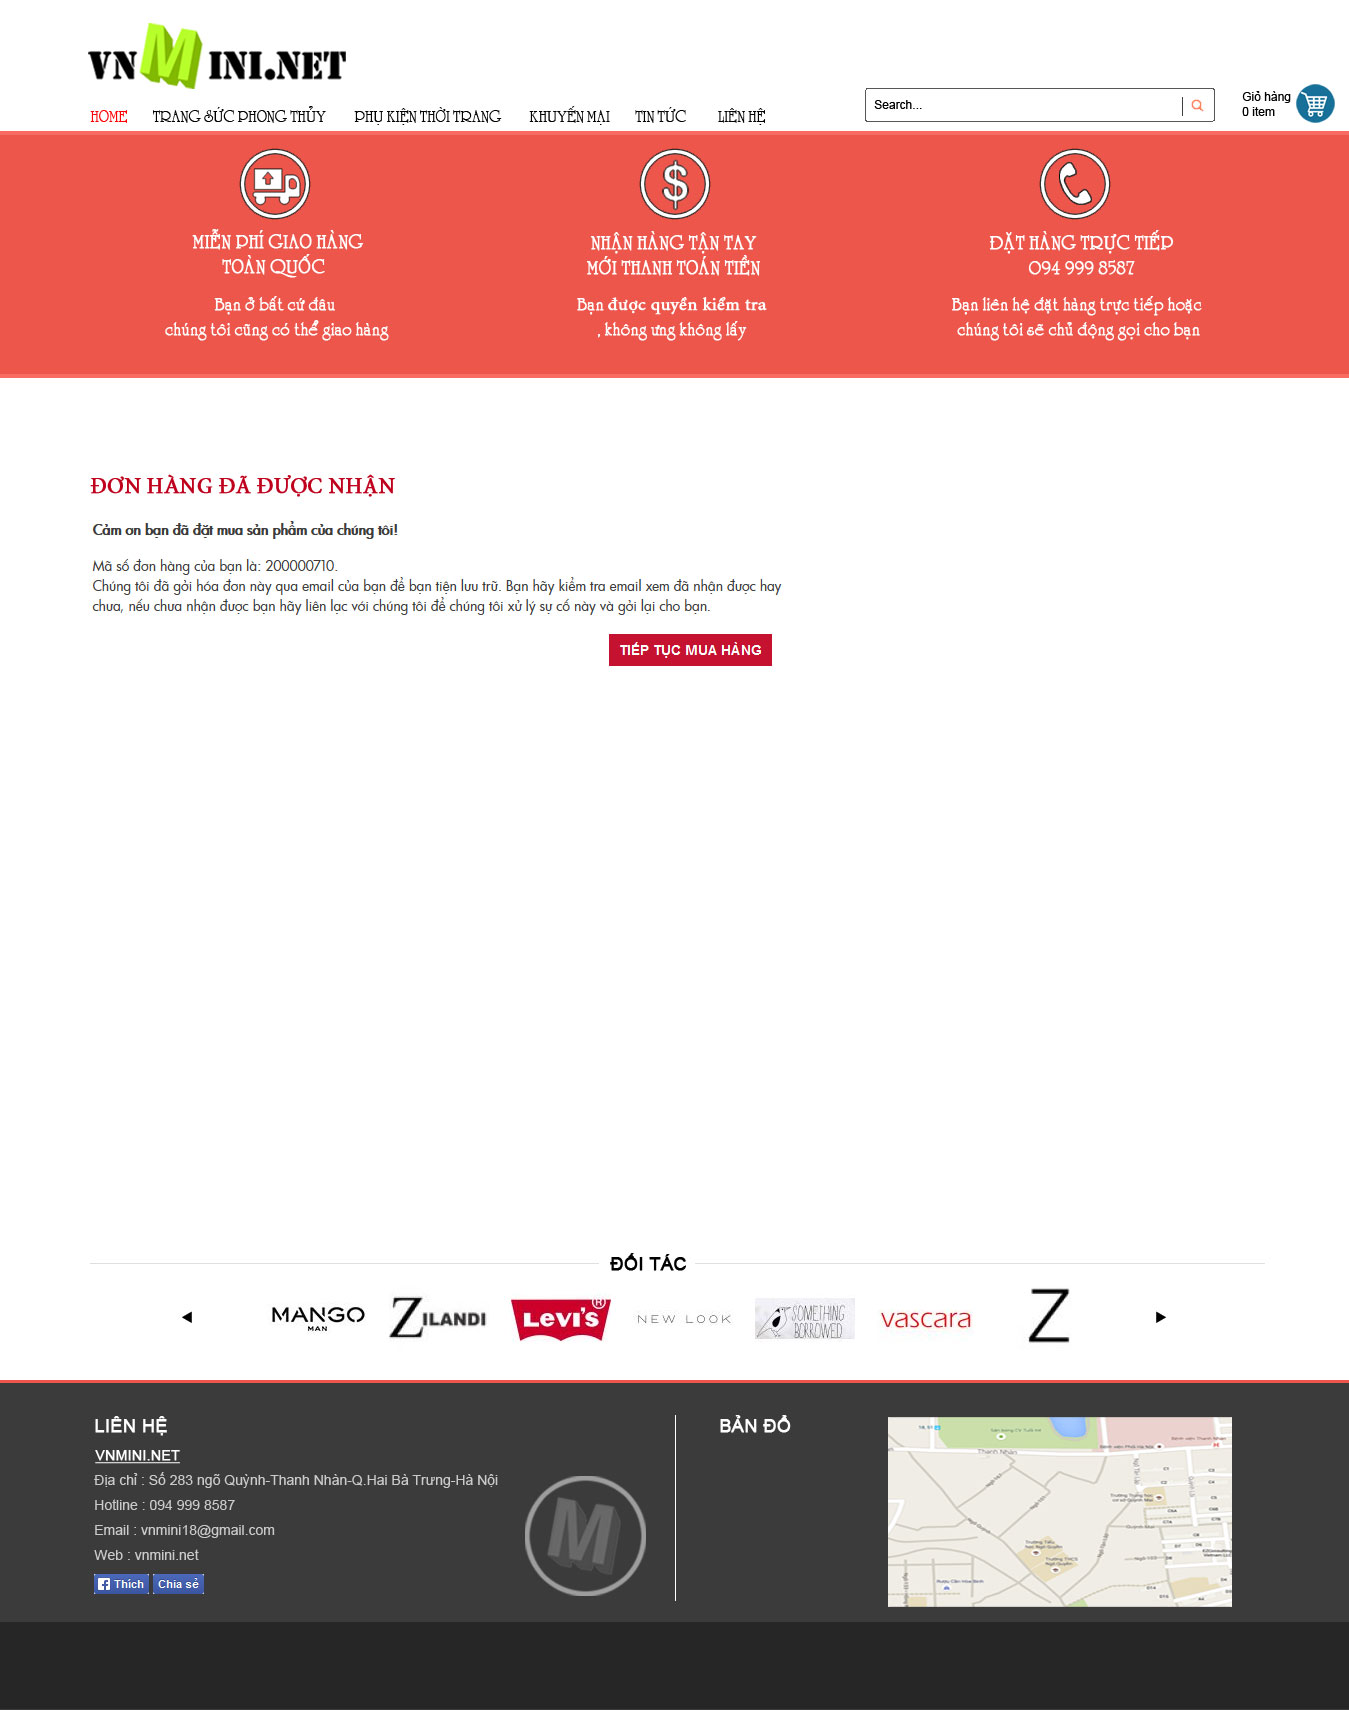 VNMINI.NET
HOME TRANG SỨC PHONG THỦY PHỤ KIỆN THỜI TRANG KHUYẾN MẠI TIN TỨC LIÊN HỆ
Search...
Giỏ hàng
0 item
MIỄN PHÍ GIAO HÀNG
TOÀN QUỐC
Bạn ở bất cứ đâu
chúng tôi cũng có thể giao hàng
NHẬN HÀNG TẬN TAY
MỚI THANH TOÁN TIỀN
Bạn được quyền kiểm tra
, không ưng không lấy
ĐẶT HÀNG TRỰC TIẾP
094 999 8587
Bạn liên hệ đặt hàng trực tiếp hoặc
chúng tôi sẽ chủ động gọi cho bạn
ĐƠN HÀNG ĐÃ ĐƯỢC NHẬN
Cảm ơn bạn đã đặt mua sản phẩm của chúng tôi!
Mã số đơn hàng của bạn là: 200000710.
Chúng tôi đã gởi hóa đơn này qua email của bạn để bạn tiện lưu trữ. Bạn hãy kiểm tra email xem đã nhận được hay
chưa, nếu chưa nhận được bạn hãy liên lạc với chúng tôi để chúng tôi xử lý sự cố này và gởi lại cho bạn.
TIẾP TỤC MUA HÀNG
ĐỐI TÁC
MANGO
MAN
ZILANDI
LEVI'S ®
NEW LOOK
SOMETHING
BORROWED
vascara
Z
LIÊN HỆ
VNMINI.NET
Địa chỉ : Số 283 ngõ Quỳnh-Thanh Nhàn-Q.Hai Bà Trưng-Hà Nội
Hotline : 094 999 8587
Email : vnmini18@gmail.com
Web : vnmini.net
Thích Chia sẻ
M
BẢN ĐỒ
Thanh Nhàn
Quỳnh Mai